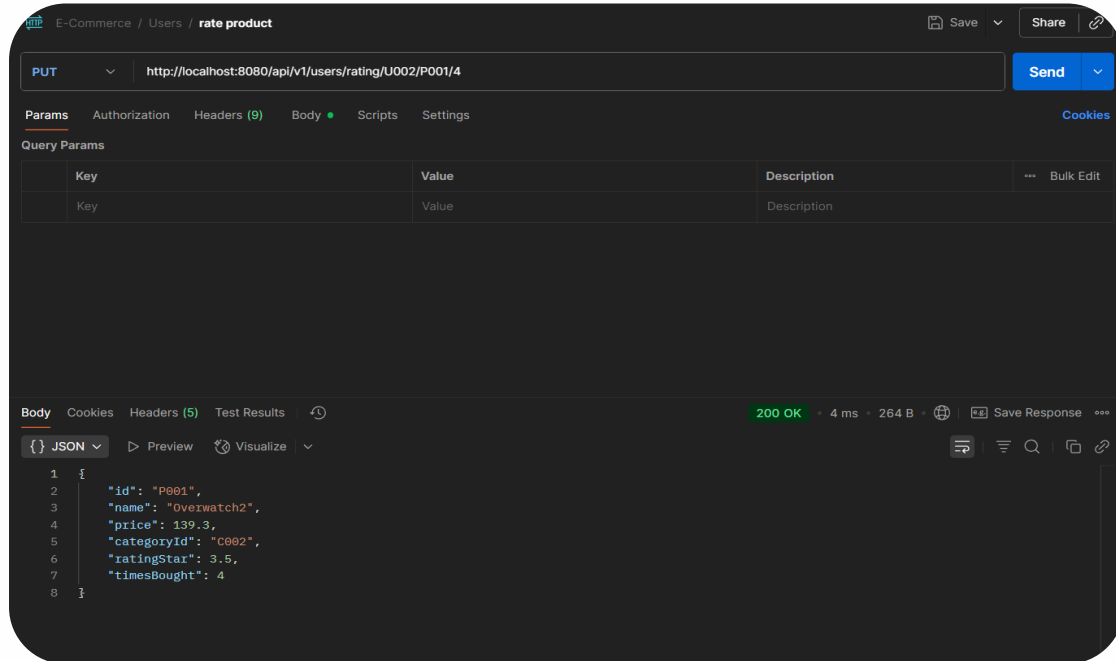 HTTP E-Commerce / Users / rate product Save Share
PUT http://localhost:8080/api/v1/users/rating/U002/P001/4 Send
Params Authorization Headers (9) Body Scripts Settings Cookies
Query Params
Key Value Description Bulk Edit
Key Value Description
Body Cookies Headers (5) Test Results 200 OK 4 ms 264 B e.g. Save Response
{} JSON Preview Visualize
1 {
2 "id": "P001",
3 "name": "Overwatch2",
4 "price": 139.3,
5 "categoryId": "C002",
6 "ratingStar": 3.5,
7 "timesBought": 4
8 }